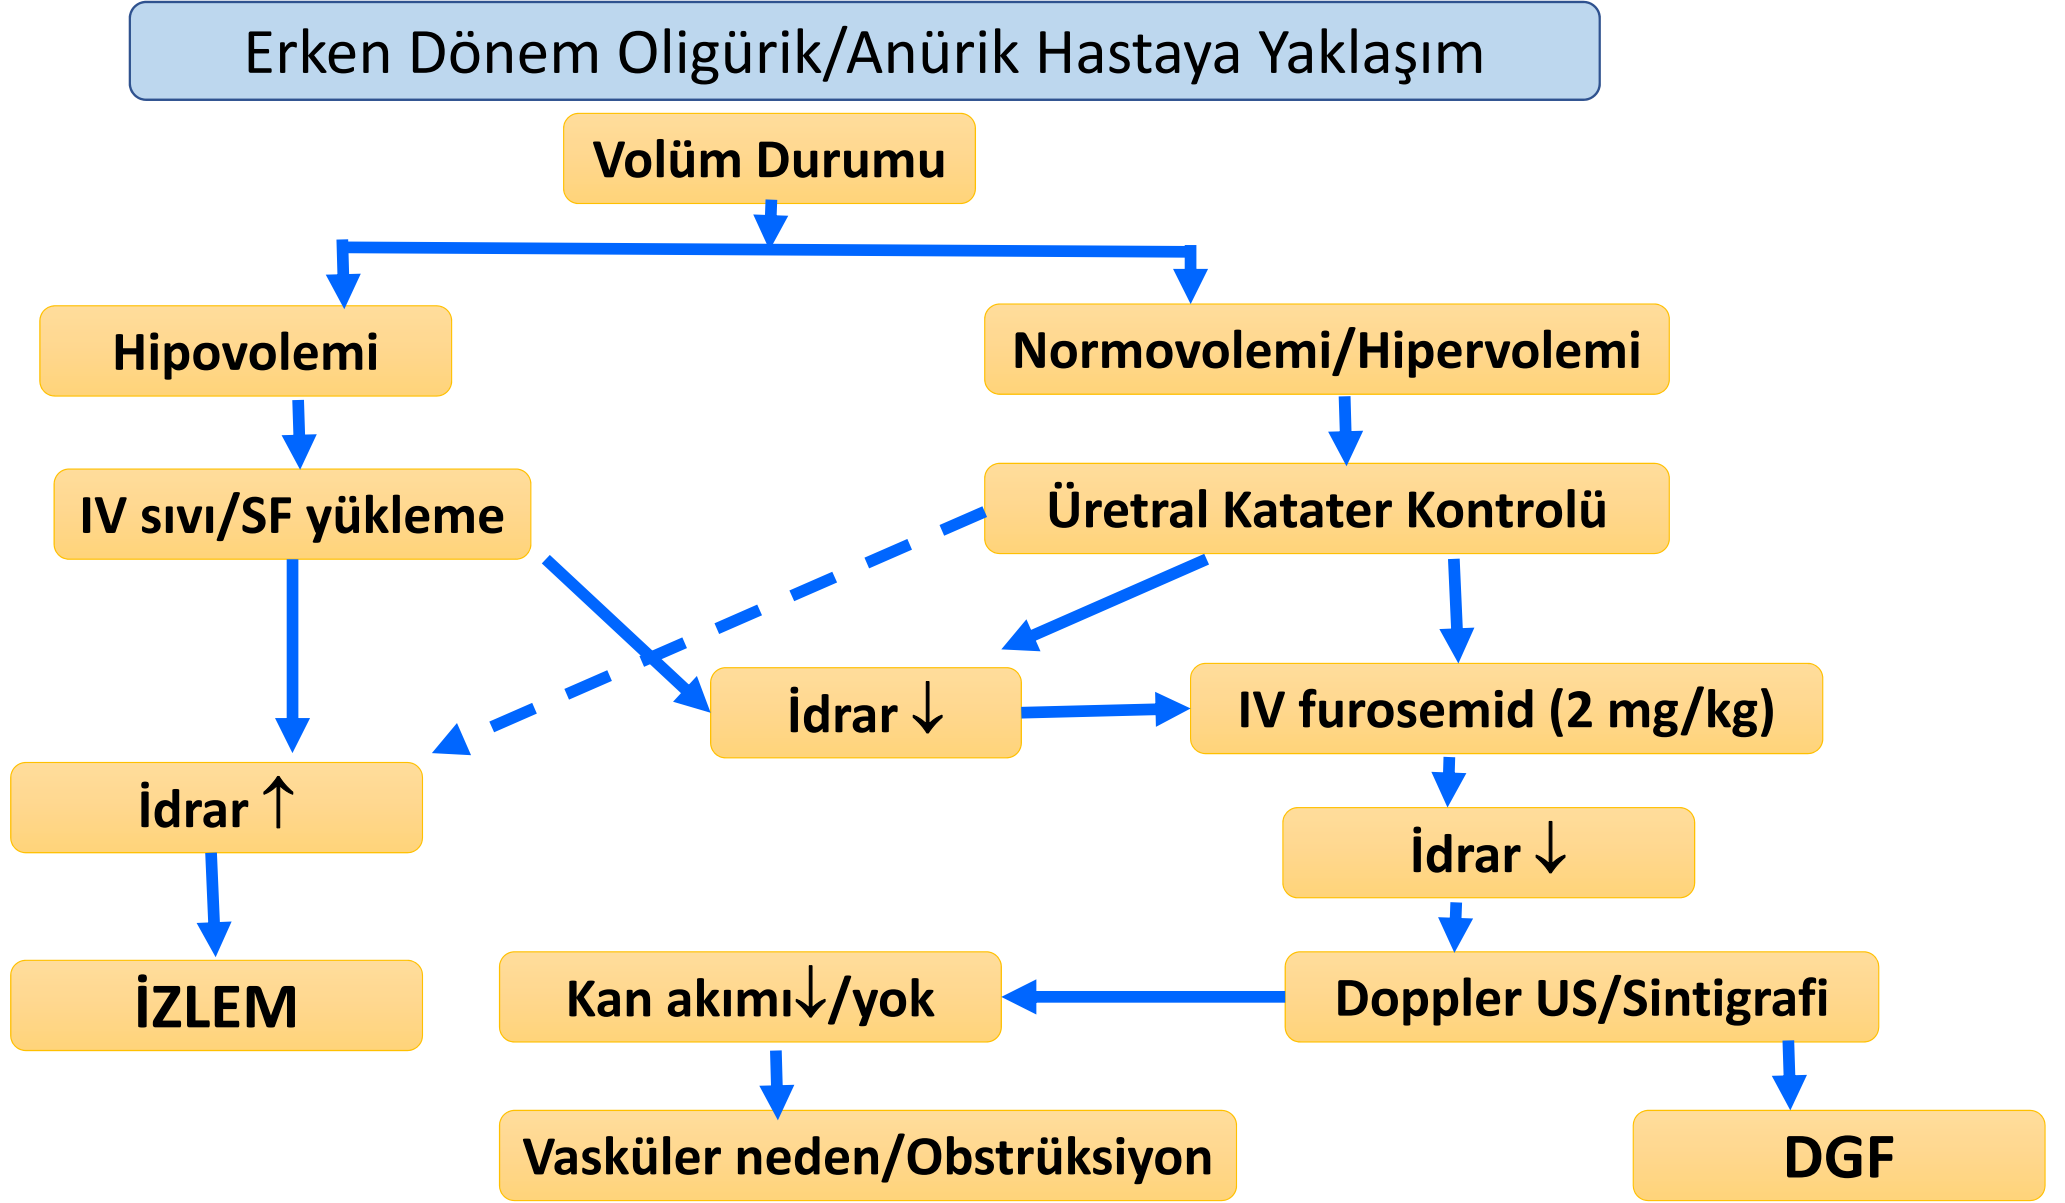 Erken Dönem Oligürik/Anürik Hastaya Yaklaşım
Volüm Durumu
Hipovolemi
Normovolemi/Hipervolemi
IV sıvı/SF yükleme
Üretral Katater Kontrolü
İdrar ↓
IV furosemid (2 mg/kg)
İdrar ↑
İdrar ↓
İZLEM
Kan akımı↓/yok
Doppler US/Sintigrafi
Vasküler neden/Obstrüksiyon
DGF